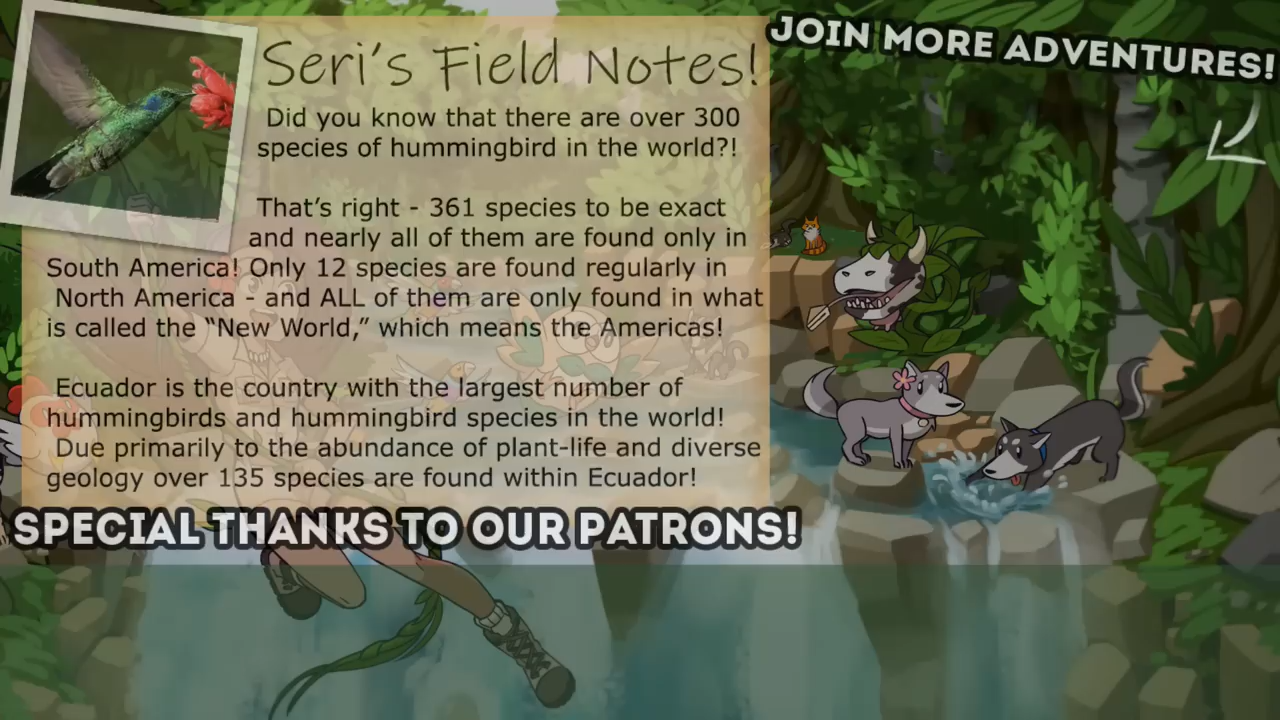 Seri's Field Notes!
Did you know that there are over 300
species of hummingbird in the world?!
That's right - 361 species to be exact
and nearly all of them are found only in
South America! Only 12 species are found regularly in
North America - and ALL of them are only found in what
is called the “New World,” which means the Americas!
Ecuador is the country with the largest number of
hummingbirds and hummingbird species in the world!
Due primarily to the abundance of plant-life and diverse
geology over 135 species are found within Ecuador!
SPECIAL THANKS TO OUR PATRONS!
JOIN MORE ADVENTURES!